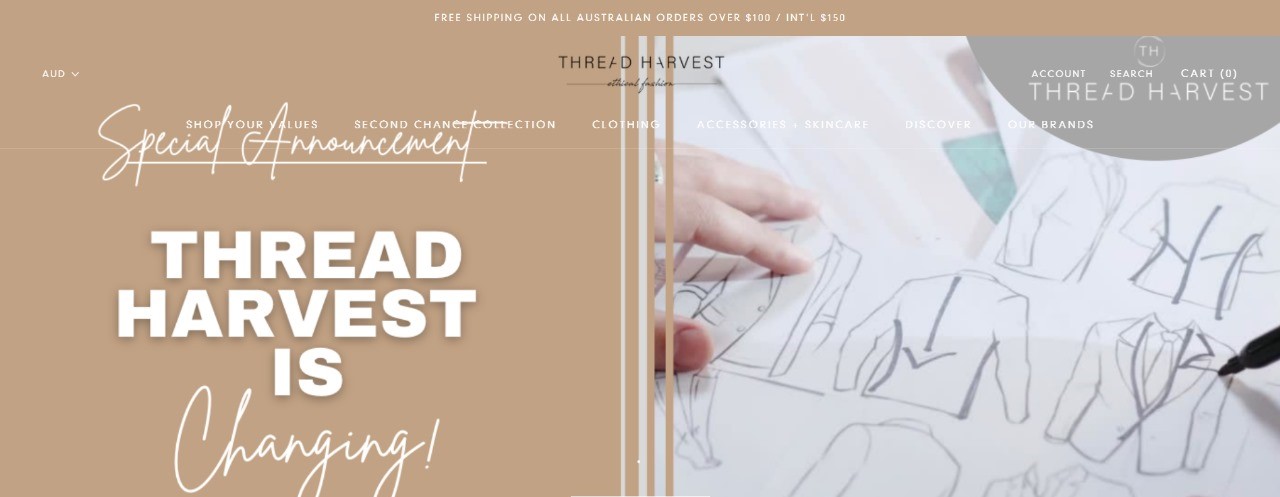 FREE SHIPPING ON ALL AUSTRALIAN ORDERS OVER $100 / INT'L $150
AUD
THREAD HARVEST
ethical fashion
ACCOUNT SEARCH CART (0)
TH
THREAD HARVEST
SHOP YOUR VALUES SECOND CHANCE COLLECTION CLOTHING ACCESSORIES + SKINCARE DISCOVER OUR BRANDS
Special Announcement
THREAD
HARVEST
IS
Changing!